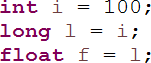 int i = 100;
long l = i;
float f = l;